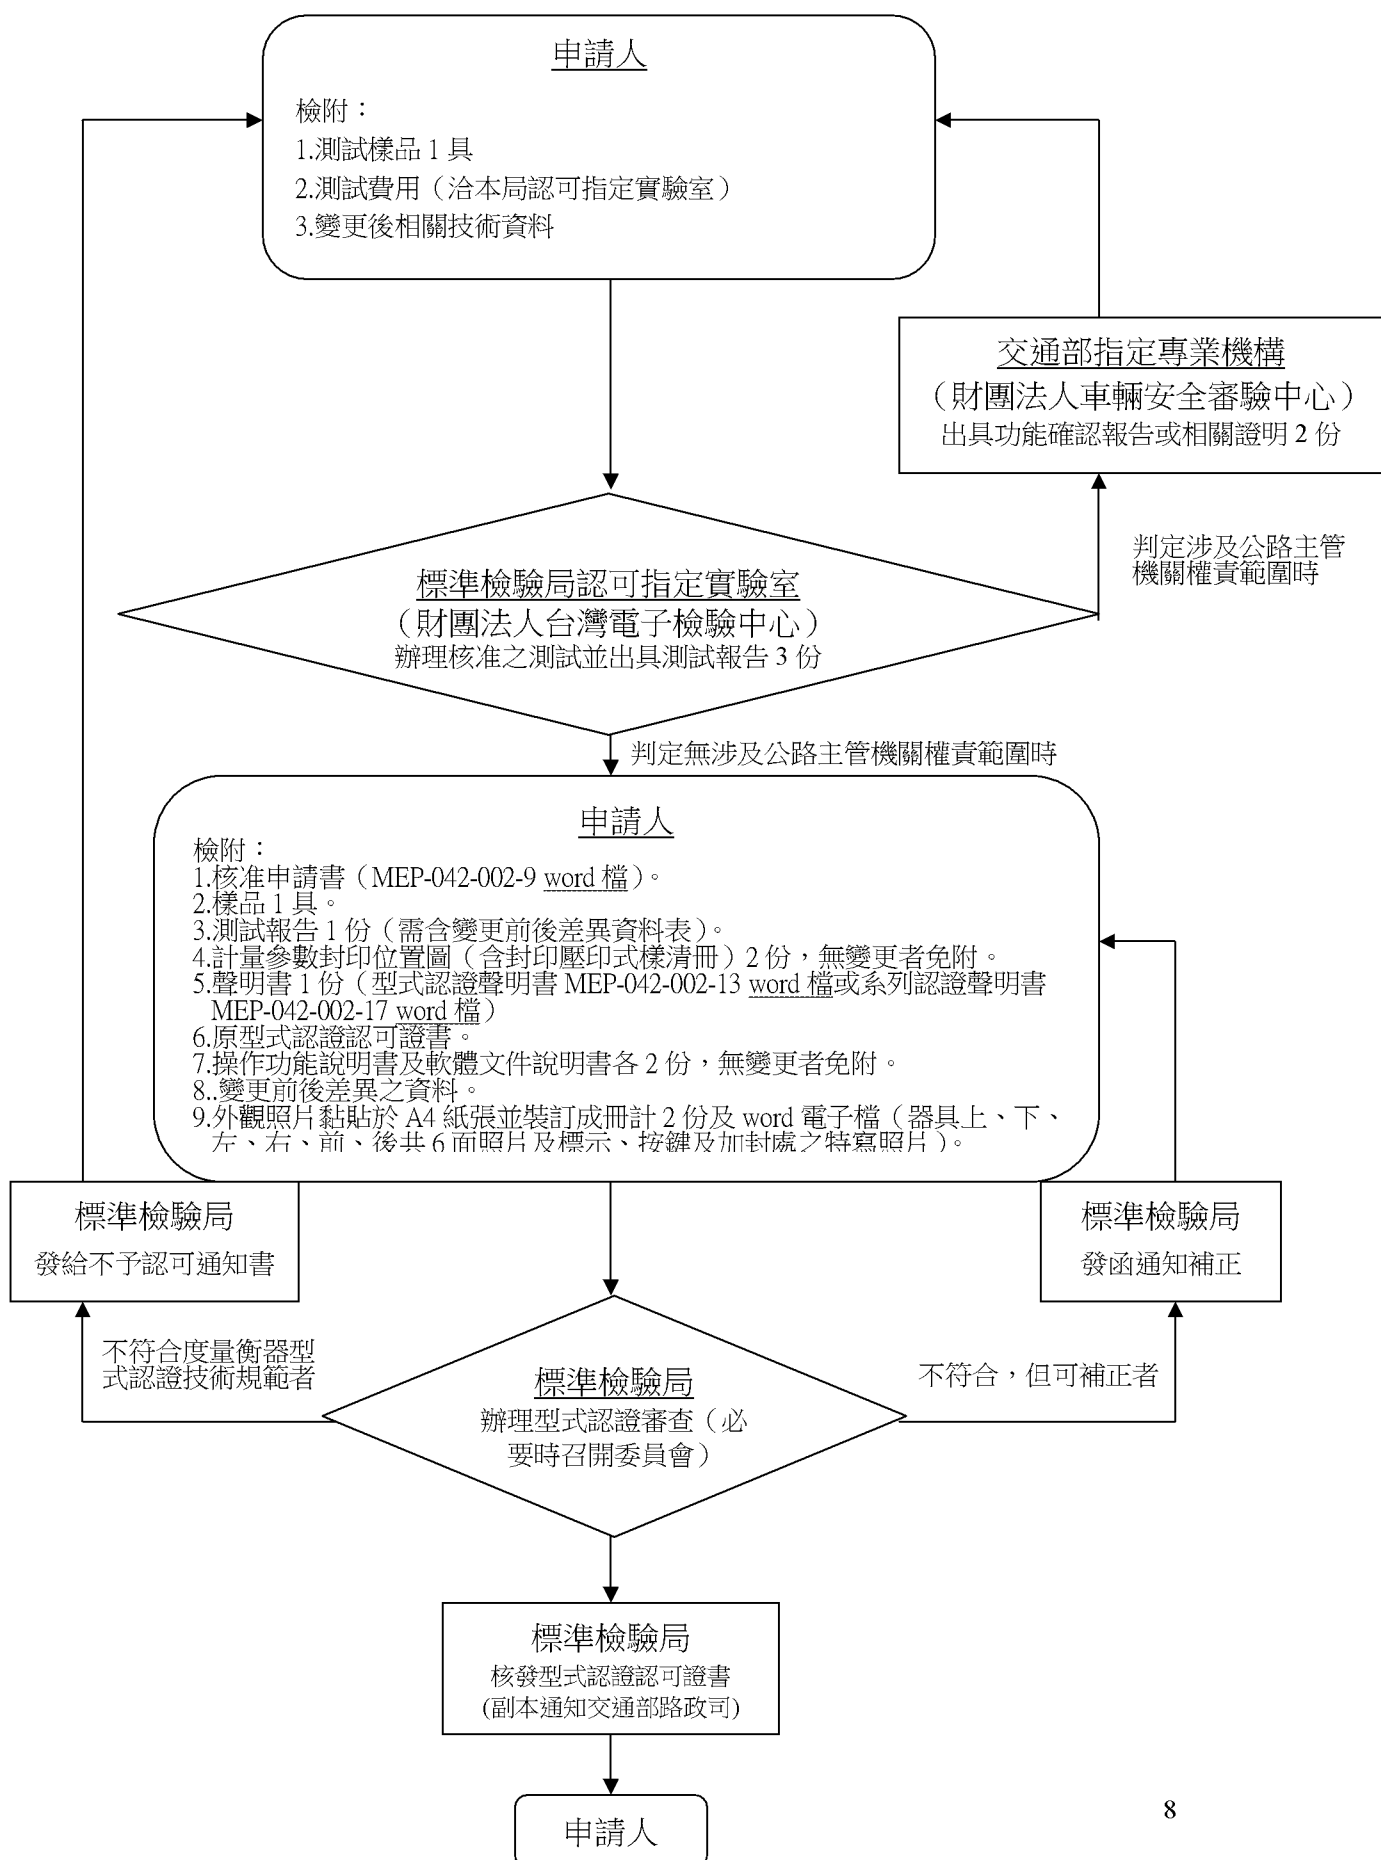 申請人
檢附：
1.測試樣品 1 具
2.測試費用（洽本局認可指定實驗室）
3.變更後相關技術資料
交通部指定專業機構
（財團法人車輛安全審驗中心）
出具功能確認報告或相關證明 2 份
判定涉及公路主管
機關權責範圍時
標準檢驗局認可指定實驗室
（財團法人台灣電子檢驗中心）
辦理核准之測試並出具測試報告 3 份
判定無涉及公路主管機關權責範圍時
申請人
檢附：
1.核准申請書（MEP-042-002-9 word 檔）。
2.樣品 1 具。
3.測試報告 1 份（需含變更前後差異資料表）。
4.計量參數封印位置圖（含封印壓印式樣清冊）2 份，無變更者免附。
5.聲明書 1 份（型式認證聲明書 MEP-042-002-13 word 檔或系列認證聲明書
MEP-042-002-17 word 檔）
6.原型式認證認可證書。
7.操作功能說明書及軟體文件說明書各 2 份，無變更者免附。
8..變更前後差異之資料。
9.外觀照片黏貼於 A4 紙張並裝訂成冊計 2 份及 word 電子檔（器具上、下、
左、右、前、後共 6 面照片及標示、按鍵及加封處之特寫照片）。
標準檢驗局
發給不予認可通知書
標準檢驗局
發函通知補正
不符合度量衡器型
式認證技術規範者
不符合，但可補正者
標準檢驗局
辦理型式認證審查（必
要時召開委員會）
標準檢驗局
核發型式認證認可證書
(副本通知交通部路政司)
申請人
8